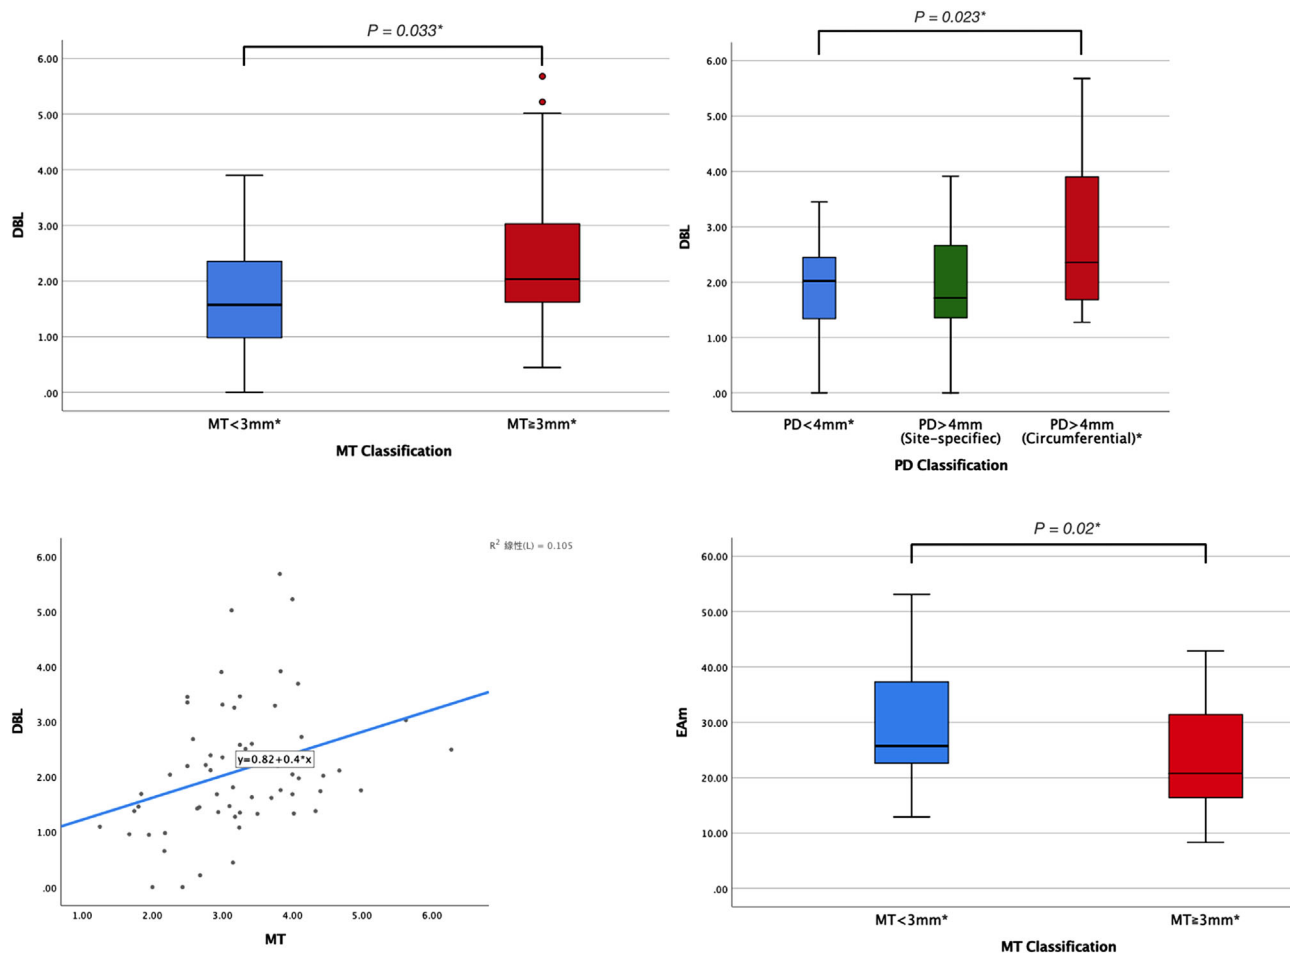 P = 0.033*
6.00
5.00
4.00
3.00
2.00
1.00
.00
DBL
MT<3mm*
MT≧3mm*
MT Classification
P = 0.023*
6.00
5.00
4.00
3.00
2.00
1.00
.00
DBL
PD<4mm*
PD>4mm
(Site-specifiec)
PD>4mm
(Circumferential)*
PD Classification
R² 線性(L) = 0.105
6.00
5.00
4.00
3.00
2.00
1.00
.00
DBL
y=0.82+0.4*x
1.00 2.00 3.00 4.00 5.00 6.00
MT
P = 0.02*
60.00
50.00
40.00
30.00
20.00
10.00
.00
EAm
MT<3mm*
MT≧3mm*
MT Classification